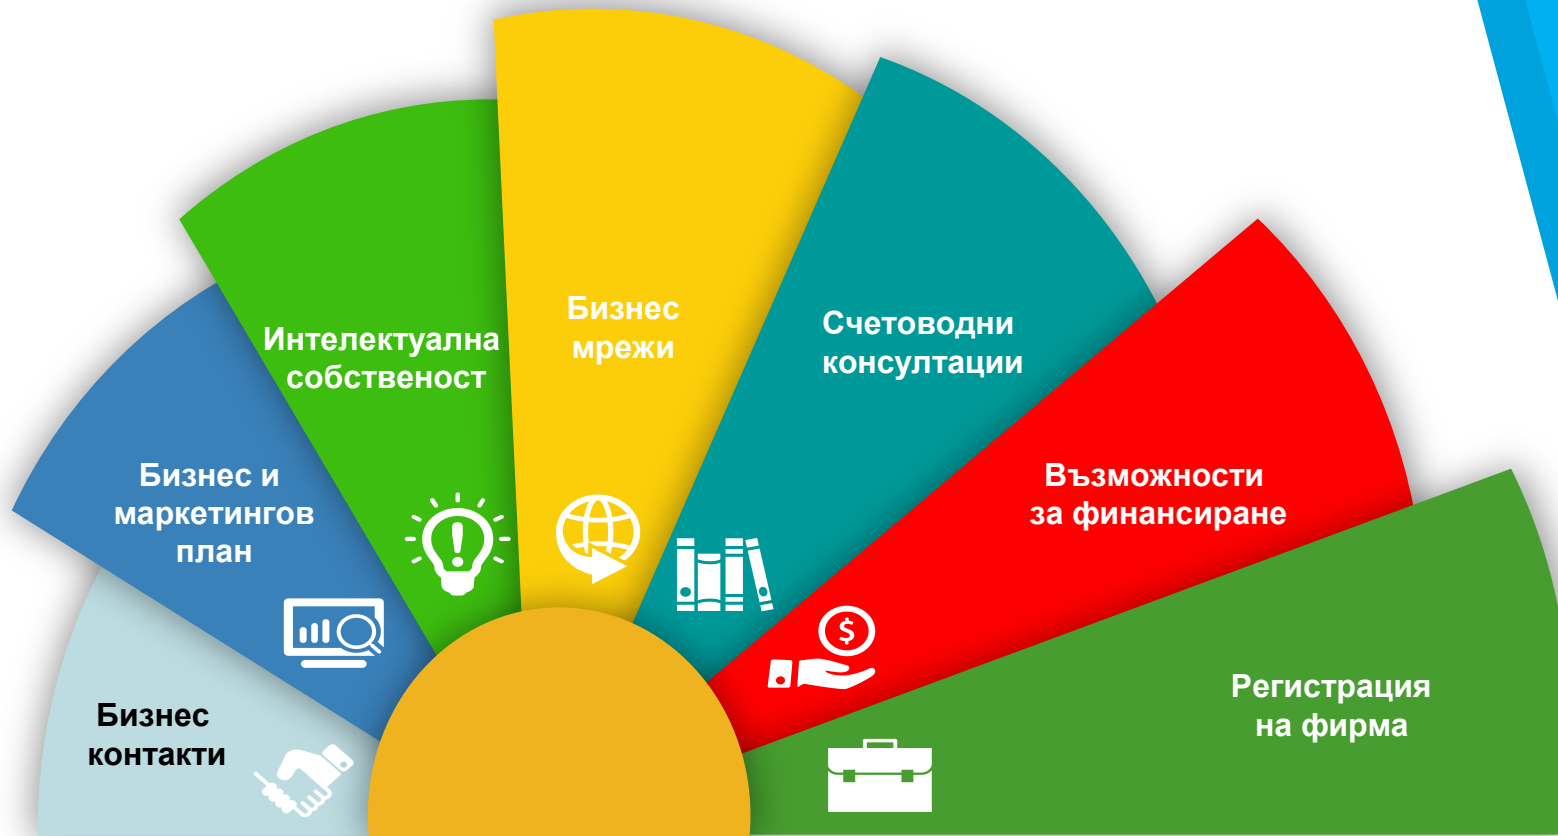 Бизнес
контакти
Бизнес и
маркетингов
план
Интелектуална
собственост
Бизнес
мрежи
Счетоводни
консултации
Възможности
за финансиране
Регистрация
на фирма